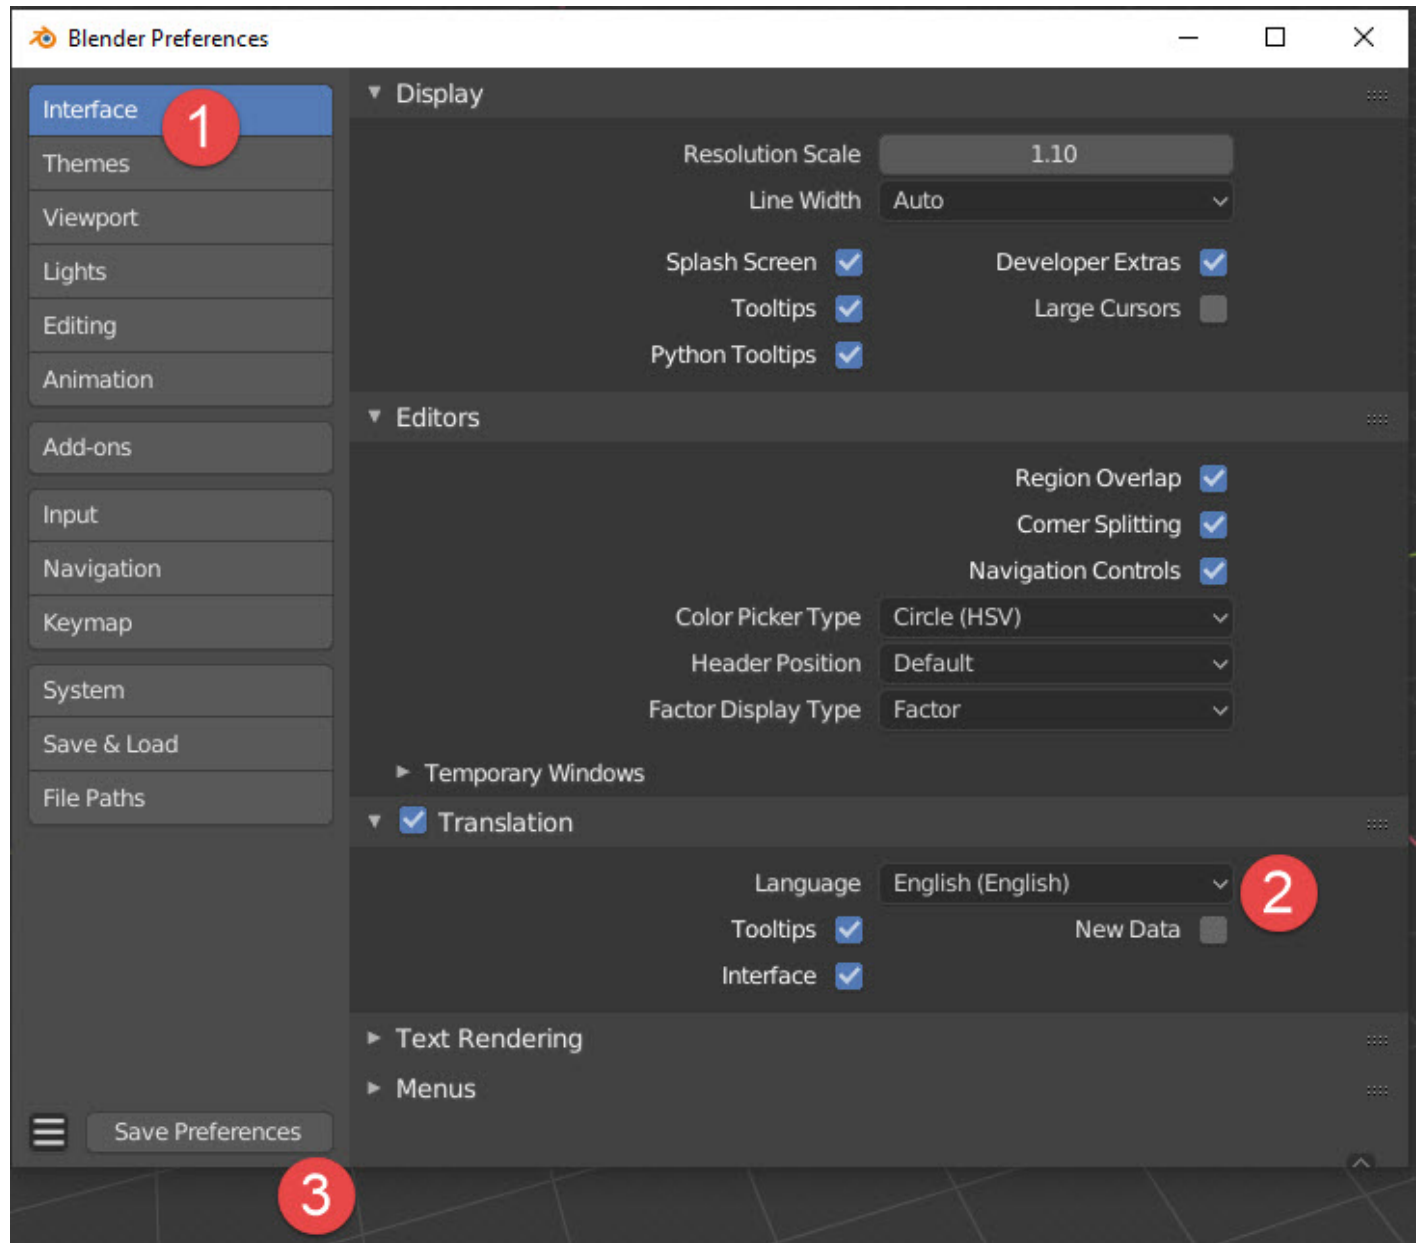 Blender Preferences
Interface
1
Themes
Viewport
Lights
Editing
Animation
Add-ons
Input
Navigation
Keymap
System
Save & Load
File Paths
Save Preferences
3
Display
Resolution Scale 1.10
Line Width Auto
Splash Screen Developer Extras
Tooltips Large Cursors
Python Tooltips
Editors
Region Overlap
Corner Splitting
Navigation Controls
Color Picker Type Circle (HSV)
Header Position Default
Factor Display Type Factor
Temporary Windows
Translation
Language English (English) 2
Tooltips New Data
Interface
Text Rendering
Menus